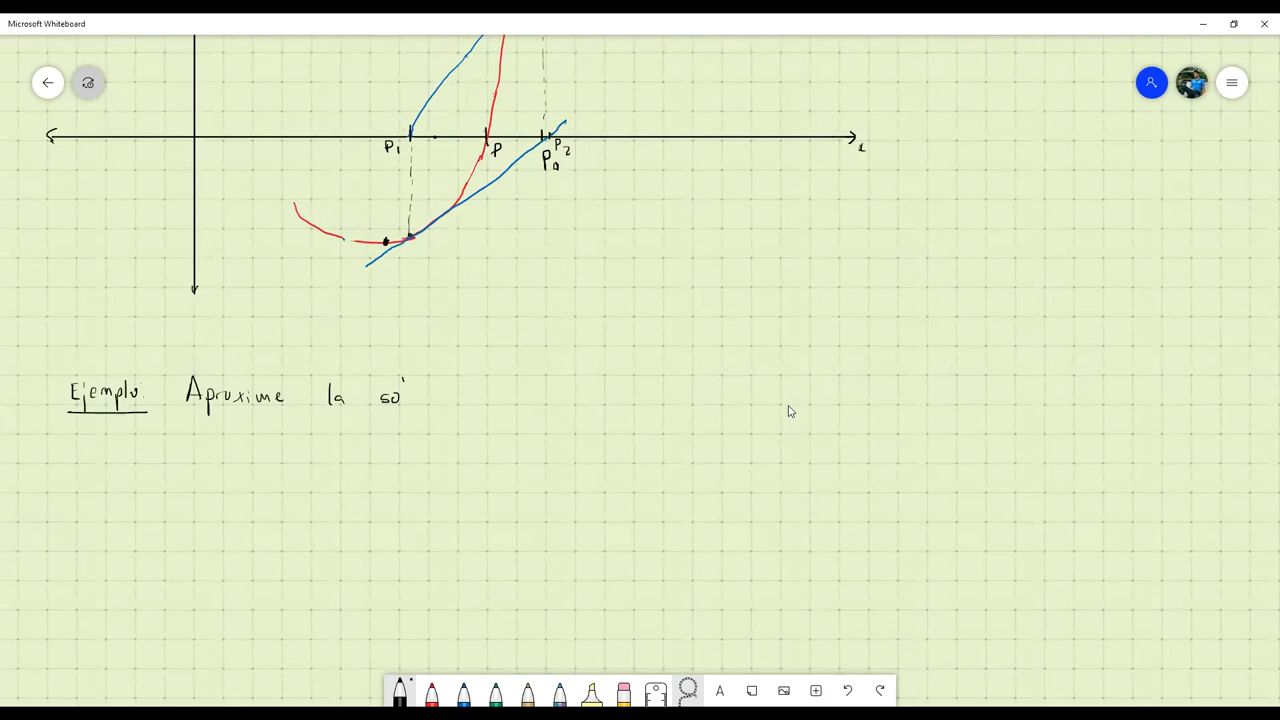 Microsoft Whiteboard
P₁ P P₂
P₀
x
Ejemplo: Aproxime la so
A